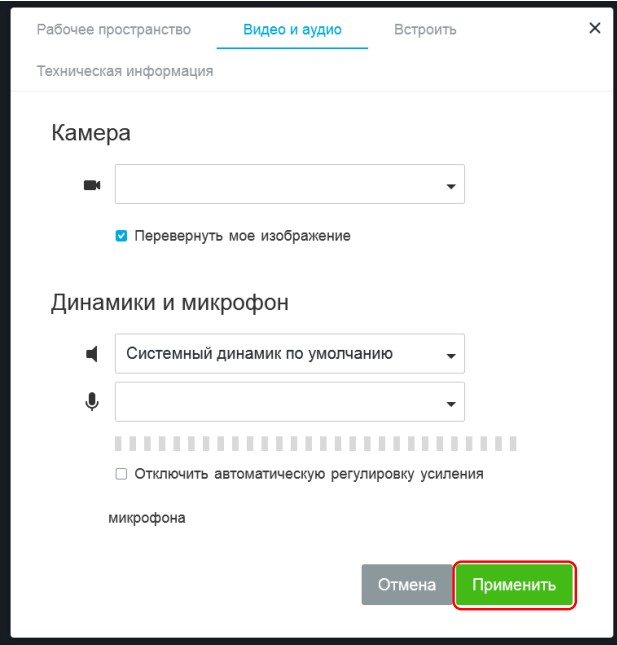 Рабочее пространство Видео и аудио Встроить
Техническая информация
Камера
Перевернуть мое изображение
Динамики и микрофон
Системный динамик по умолчанию
Отключить автоматическую регулировку усиления
микрофона
Отмена Применить